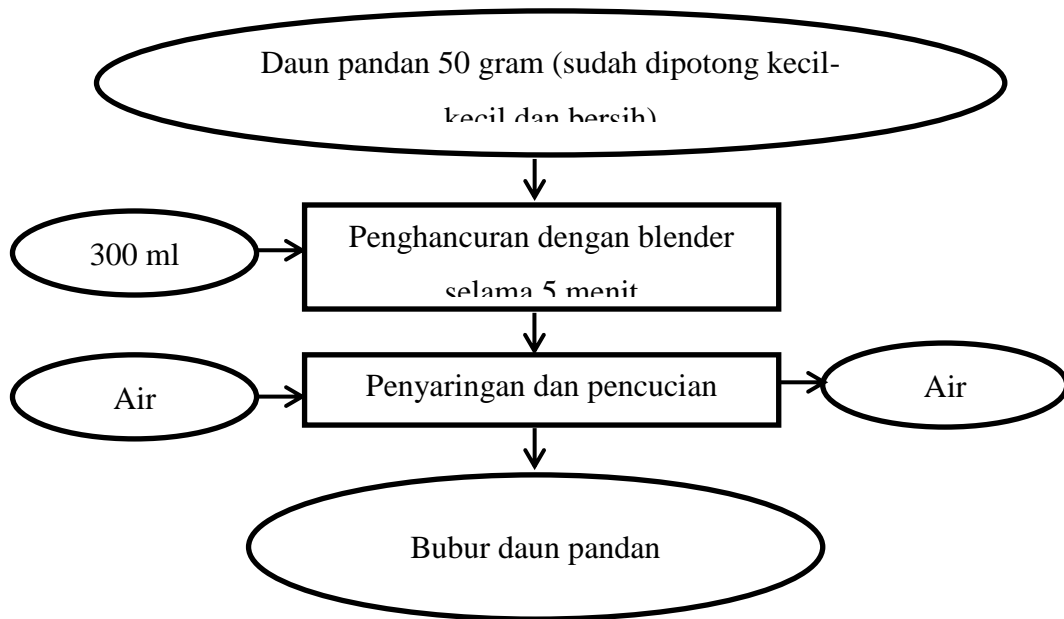 Daun pandan 50 gram (sudah dipotong kecil-
kecil dan bersih)
300 ml
Penghancuran dengan blender
selama 5 menit
Air
Penyaringan dan pencucian
Air
Bubur daun pandan